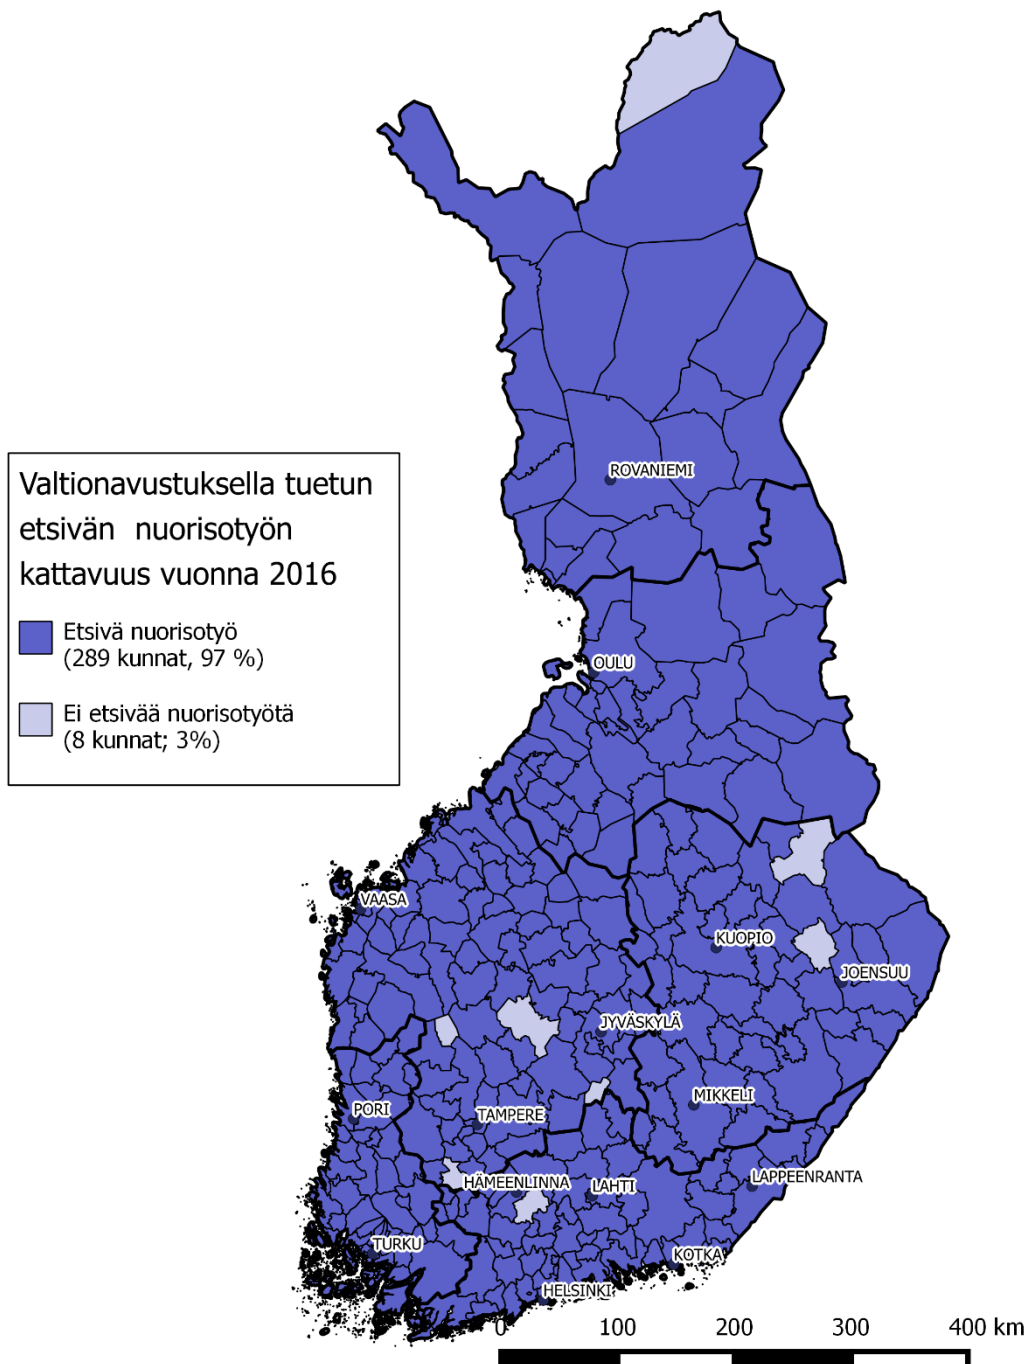 ROVANIEMI
Valtionavustuksella tuetun
etsivän nuorisotyön
kattavuus vuonna 2016
Etsivä nuorisotyö
(289 kunnat, 97 %)
Ei etsivää nuorisotyötä
(8 kunnat; 3%)
OULU
VAASA
KUOPIO
JOENSUU
JYVÄSKYLÄ
MIKKELI
PORI
TAMPERE
HÄMEENLINNA
LAHTI
LAPPEENRANTA
TURKU
KOTKA
HELSINKI
0 100 200 300 400 km